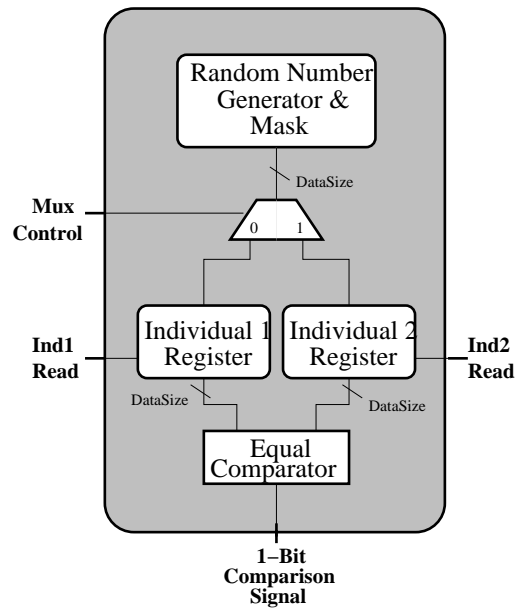 Random Number
Generator &
Mask
DataSize
Mux
Control
0 1
Individual 1
Register
Individual 2
Register
Ind1
Read
Ind2
Read
DataSize
DataSize
Equal
Comparator
1−Bit
Comparison
Signal